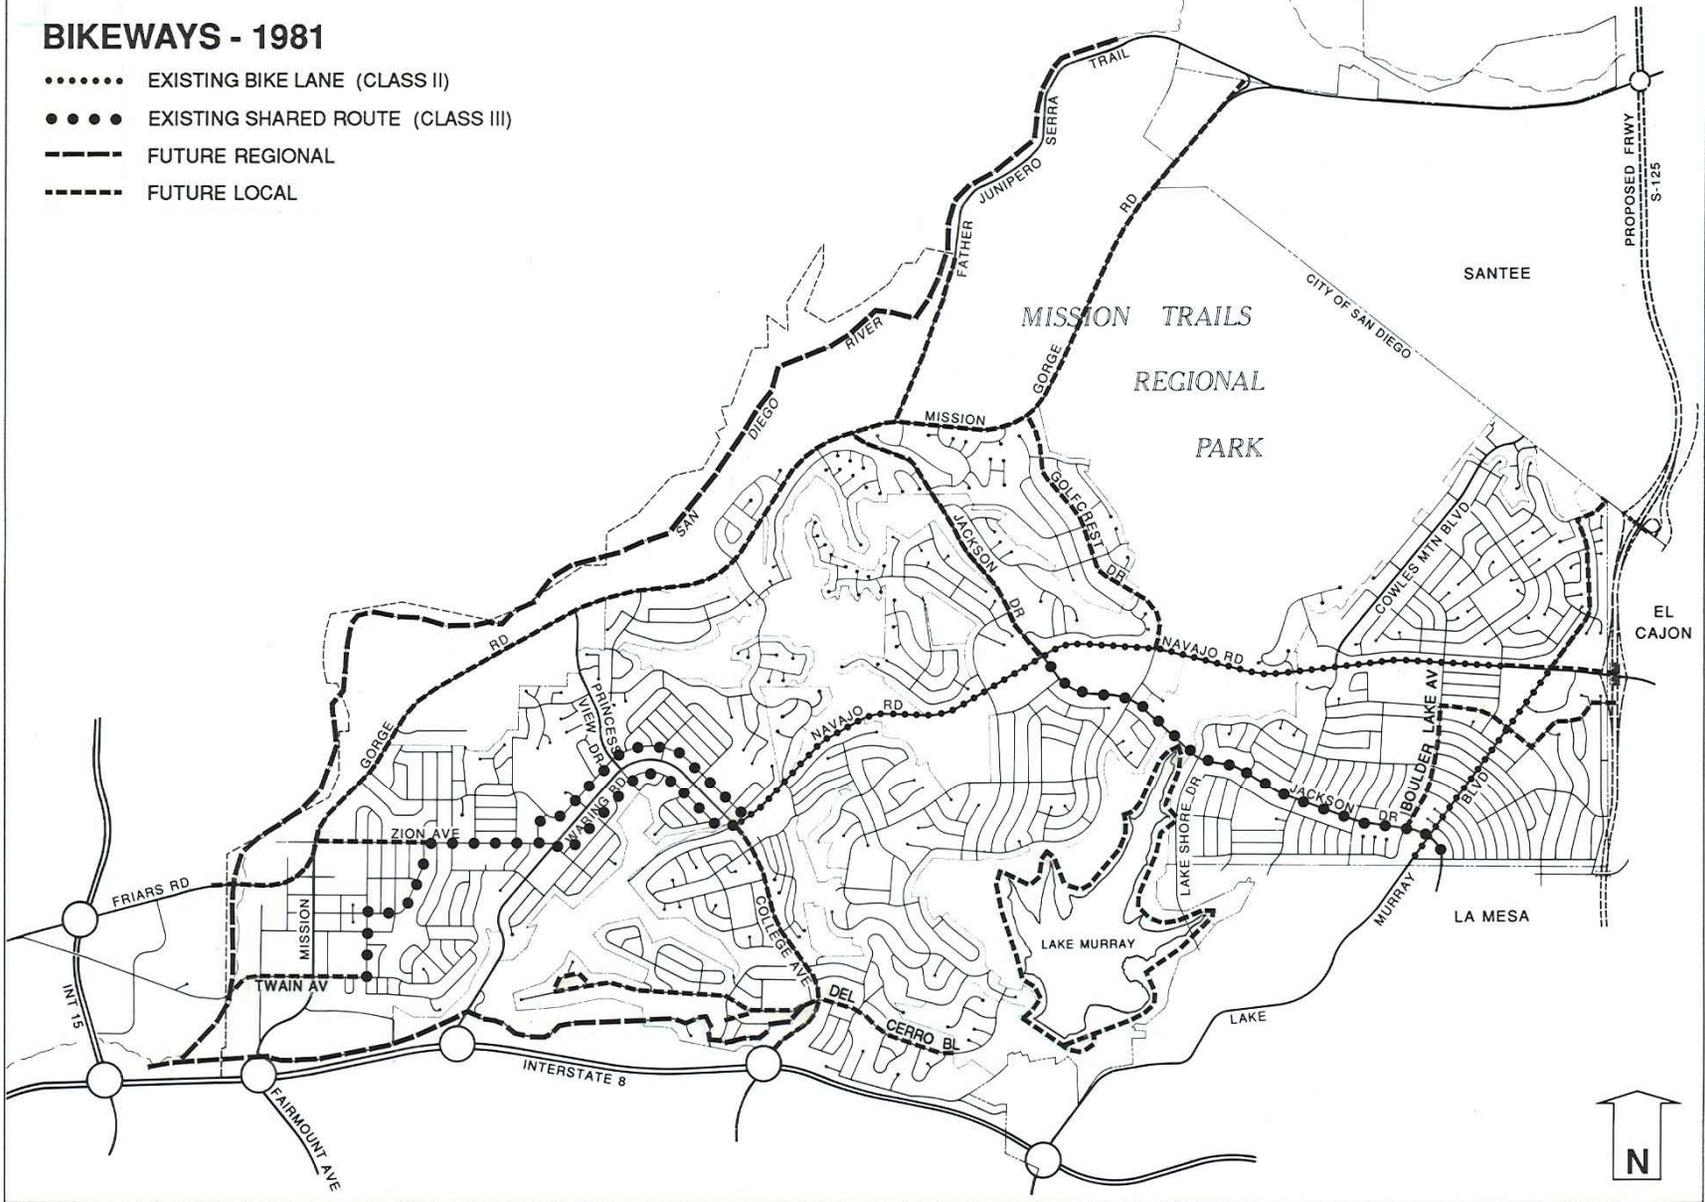 BIKEWAYS - 1981
EXISTING BIKE LANE (CLASS II)
EXISTING SHARED ROUTE (CLASS III)
FUTURE REGIONAL
FUTURE LOCAL
TRAIL
SERRA
JUNIPERO
FATHER
RD
GORGE
PROPOSED FRWY
S-125
SANTEE
CITY OF SAN DIEGO
MISSION TRAILS
REGIONAL
PARK
RIVER
DIEGO
SAN
MISSION
GOLFCREST
DR
JACKSON
DR
COWLES MTN BLVD
EL
CAJON
NAVAJO RD
RD
GORGE
PRINCESS
VIEW DR
NAVAJO
RD
WARING RD
ZION AVE
BOULDER LAKE AV
BLVD
JACKSON
DR
LAKE SHORE DR
FRIARS RD
MISSION
COLLEGE AVE
LAKE MURRAY
MURRAY
LA MESA
TWAIN AV
DEL
CERRO BL
LAKE
INT 15
INTERSTATE 8
FAIRMOUNT AVE
N